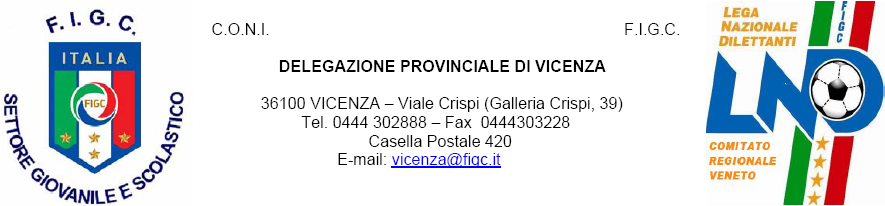 F. I. G. C.
ITALIA
FIGC
SETTORE GIOVANILE E SCOLASTICO
C.O.N.I. F.I.G.C.
DELEGAZIONE PROVINCIALE DI VICENZA
36100 VICENZA – Viale Crispi (Galleria Crispi, 39)
Tel. 0444 302888 – Fax 0444303228
Casella Postale 420
E-mail: vicenza@figc.it
LEGA
NAZIONALE
DILETTANTI
FIGC
LND
COMITATO
REGIONALE
VENETO